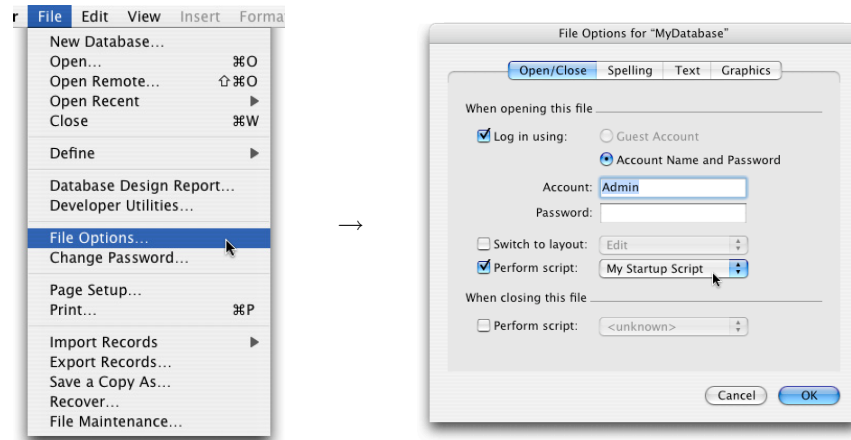 r File Edit View Insert Forma
New Database...
Open... ⌘O
Open Remote... ⇧⌘O
Open Recent ▶
Close ⌘W
Define ▶
Database Design Report...
Developer Utilities...
File Options...
Change Password...
Page Setup...
Print... ⌘P
Import Records ▶
Export Records...
Save a Copy As...
Recover...
File Maintenance...
→
File Options for “MyDatabase”
Open/Close Spelling Text Graphics
When opening this file
Log in using: Guest Account
Account Name and Password
Account: Admin
Password:
Switch to layout: Edit
Perform script: My Startup Script
When closing this file
Perform script: <unknown>
Cancel OK